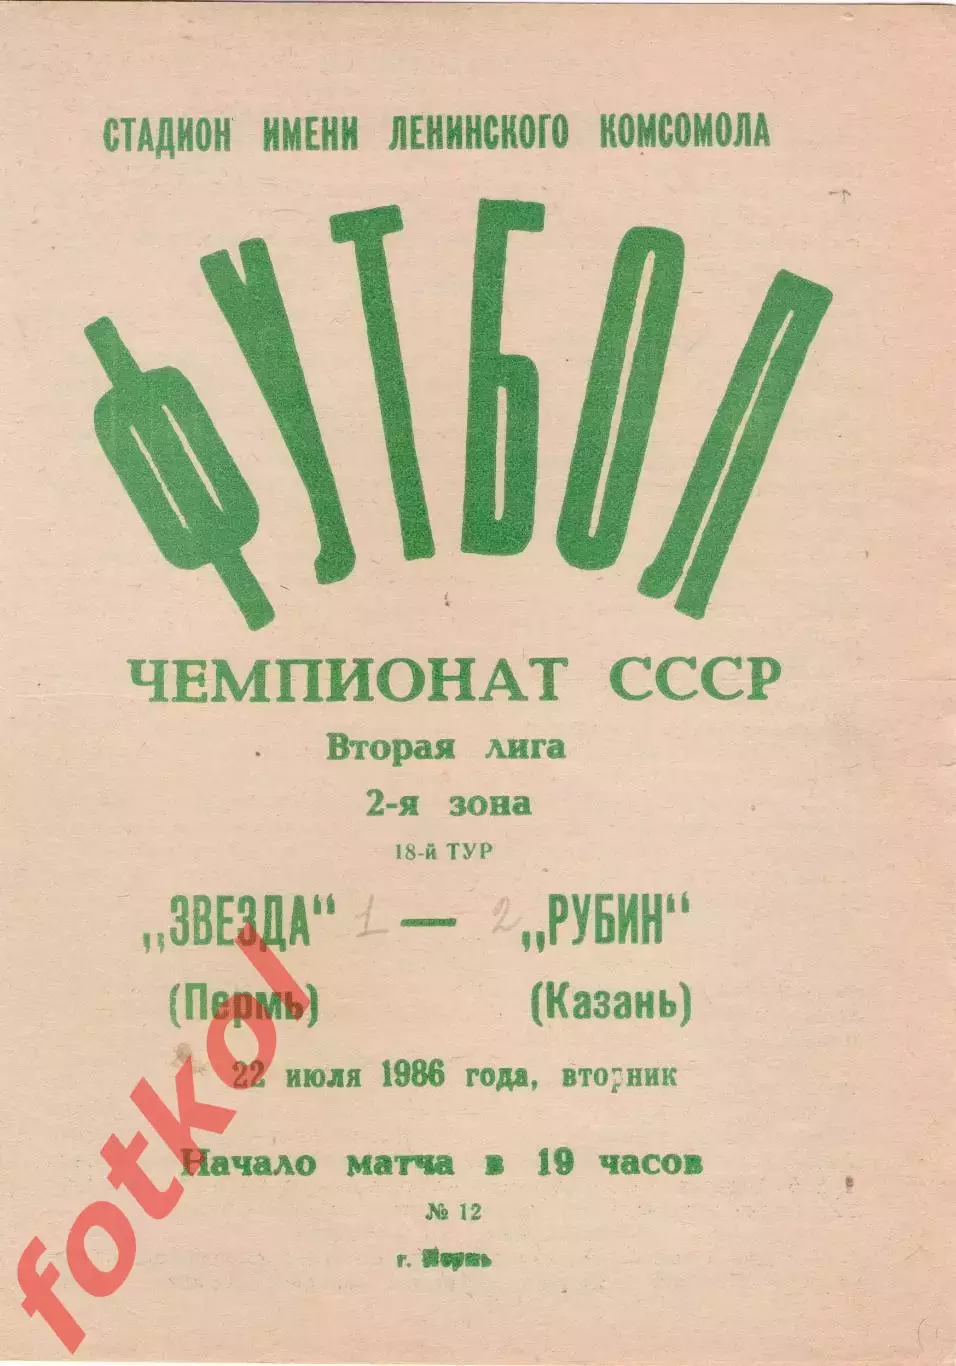 СТАДИОН ИМЕНИ ЛЕНИНСКОГО КОМСОМОЛА
ФУТБОЛ
ЧЕМПИОНАТ СССР
Вторая лига
2-я зона
18-й ТУР
„ЗВЕЗДА“ 1 — 2 „РУБИН“
(Пермь) (Казань)
22 июля 1986 года, вторник
Начало матча в 19 часов
№ 12
г. Пермь
fotkol